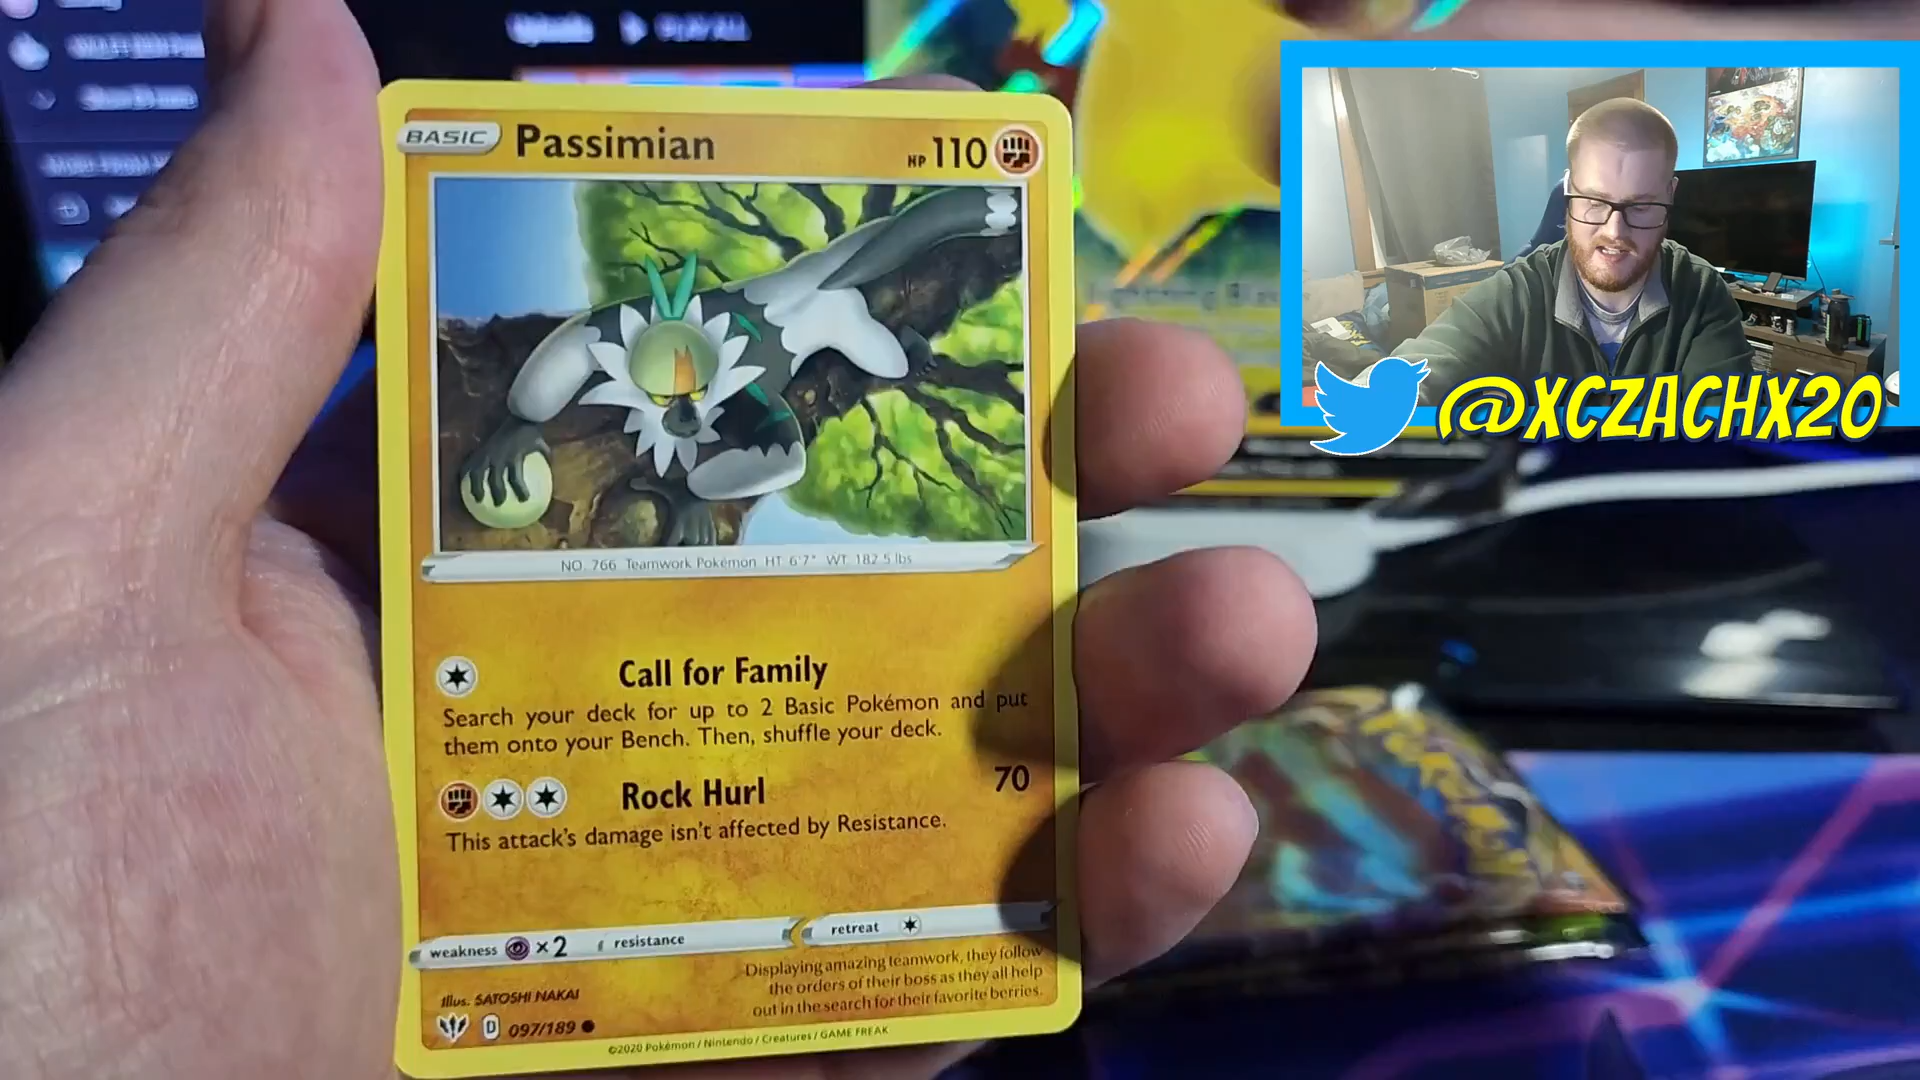 Uploads PLAY ALL
BASIC Passimian HP 110
NO. 766 Teamwork Pokémon HT 6'7" WT 182.5 lbs
Call for Family
Search your deck for up to 2 Basic Pokémon and put
them onto your Bench. Then, shuffle your deck.
Rock Hurl 70
This attack's damage isn't affected by Resistance.
weakness ×2 resistance retreat
Displaying amazing teamwork, they follow
the orders of their boss as they all help
out in the search for their favorite berries.
Illus. SATOSHI NAKAI
D 097/189
©2020 Pokémon / Nintendo / Creatures / GAME FREAK
@XCZACHX20